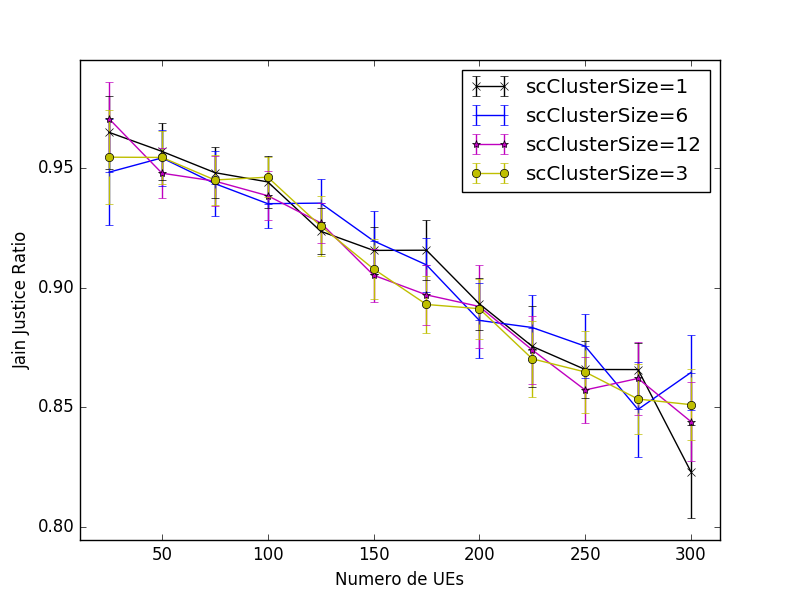 scClusterSize=1
scClusterSize=6
scClusterSize=12
scClusterSize=3
0.95
0.90
0.85
0.80
Jain Justice Ratio
50 100 150 200 250 300
Numero de UEs